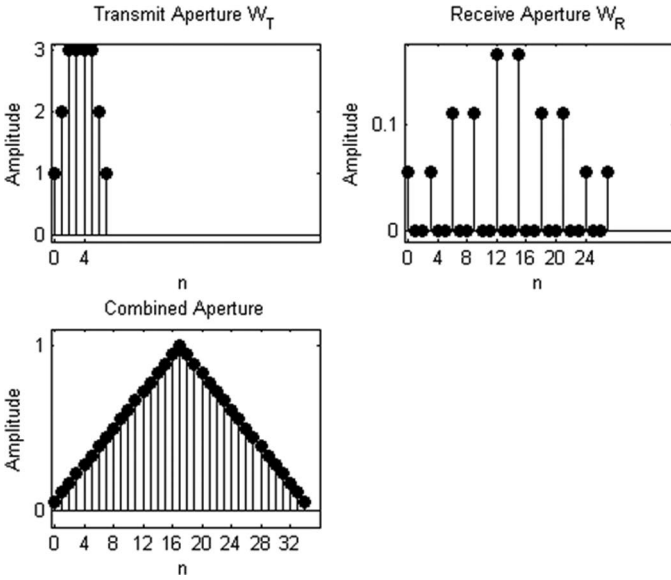 Transmit Aperture W_T
Amplitude
3
2
1
0
0 4
n
Receive Aperture W_R
Amplitude
0.1
0
0 4 8 12 16 20 24
n
Combined Aperture
Amplitude
1
0
0 4 8 12 16 20 24 28 32
n